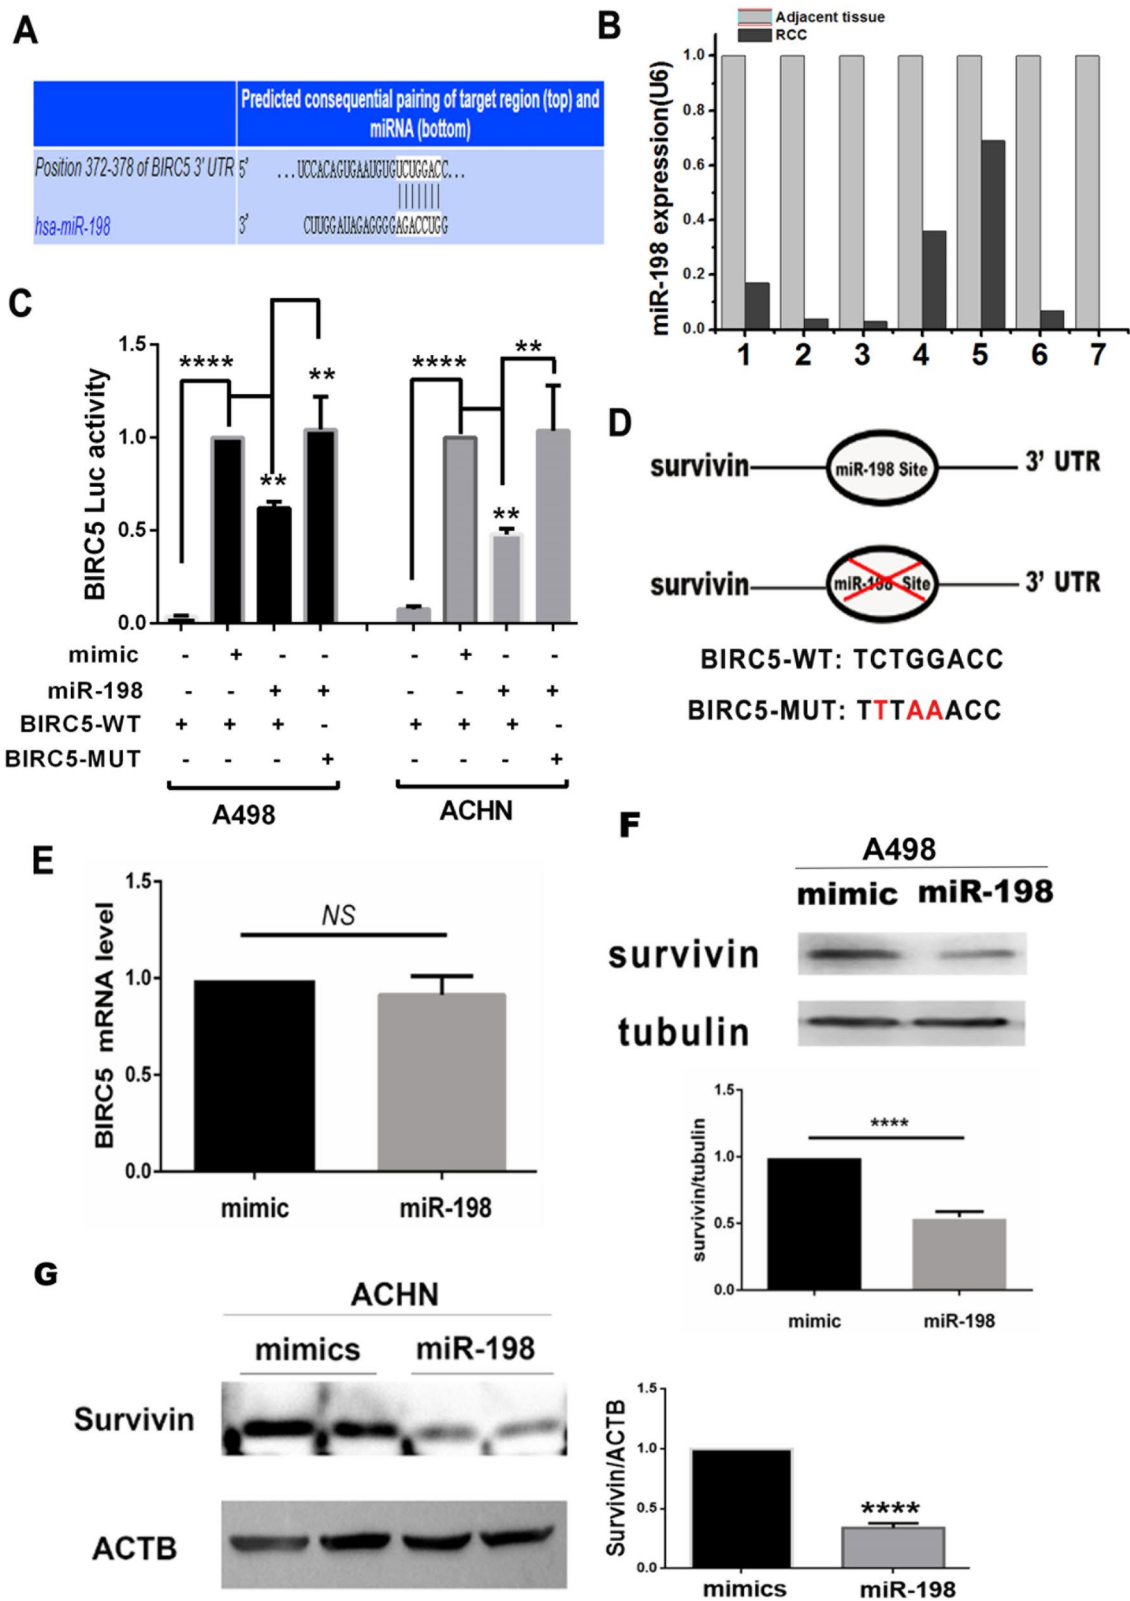 A
Predicted consequential pairing of target region (top) and
miRNA (bottom)
Position 372-378 of BIRC5 3' UTR 5' ...UCCACAGUGAAUGUGUCUGGACC...
hsa-miR-198 3' CUUGGAUAGAGGGGAGACCUGG
B
Adjacent tissue
RCC
miR-198 expression(U6)
1.0
0.8
0.6
0.4
0.2
0.0
1 2 3 4 5 6 7
C
BIRC5 Luc activity
1.5
1.0
0.5
0.0
**** ** **
**** ** **
mimic - + - - - + - -
miR-198 - - + + - - + +
BIRC5-WT + + + - + + + -
BIRC5-MUT - - - + - - - +
A498 ACHN
D
survivin miR-198 Site 3' UTR
survivin miR-198 Site 3' UTR
BIRC5-WT: TCTGGACC
BIRC5-MUT: TTTAAACC
E
BIRC5 mRNA level
1.5
1.0
0.5
0.0
NS
mimic miR-198
F
A498
mimic miR-198
survivin
tubulin
survivin/tubulin
1.5
1.0
0.5
0.0
****
mimic miR-198
G
ACHN
mimics miR-198
Survivin
ACTB
Survivin/ACTB
1.5
1.0
0.5
0.0
****
mimics miR-198